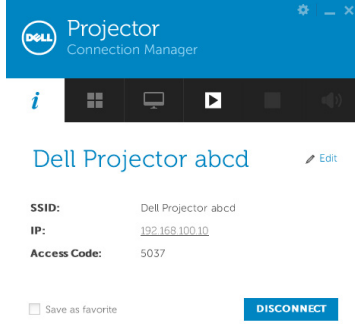 DELL
Projector
Connection Manager
i
Dell Projector abcd
Edit
SSID: Dell Projector abcd
IP: 192.168.100.10
Access Code: 5037
Save as favorite
DISCONNECT